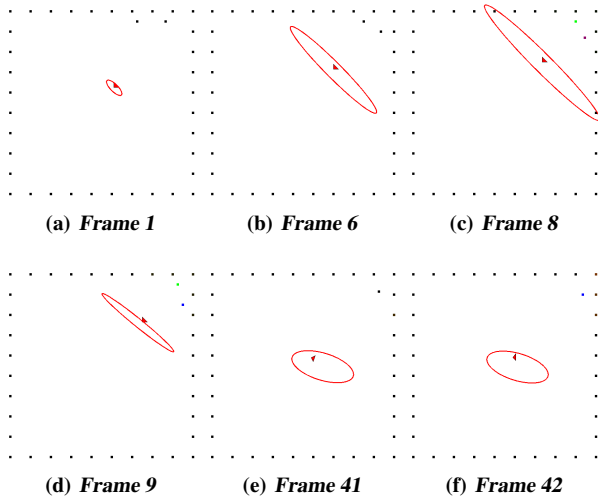 (a) Frame 1
(b) Frame 6
(c) Frame 8
(d) Frame 9
(e) Frame 41
(f) Frame 42